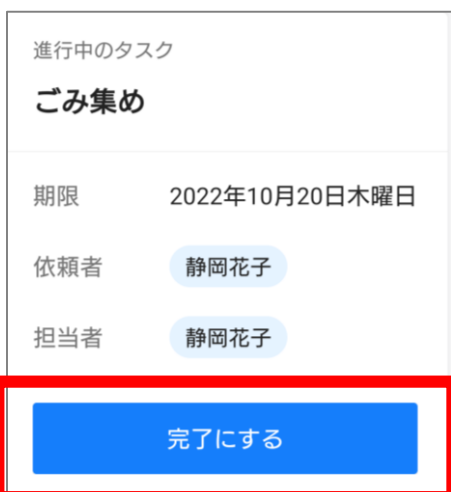 進行中のタスク
ごみ集め
期限 2022年10月20日木曜日
依頼者 静岡花子
担当者 静岡花子
完了にする